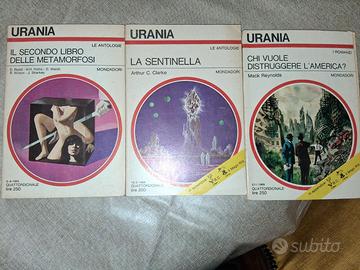 URANIA
LE ANTOLOGIE
IL SECONDO LIBRO
DELLE METAMORFOSI
MONDADORI
QUATTORDICINALE
lire 250
URANIA
LE ANTOLOGIE
LA SENTINELLA
Arthur C. Clarke
MONDADORI
QUATTORDICINALE
lire 200
URANIA
I ROMANZI
CHI VUOLE
DISTRUGGERE L'AMERICA?
Mack Reynolds
MONDADORI
QUATTORDICINALE
lire 250
subito